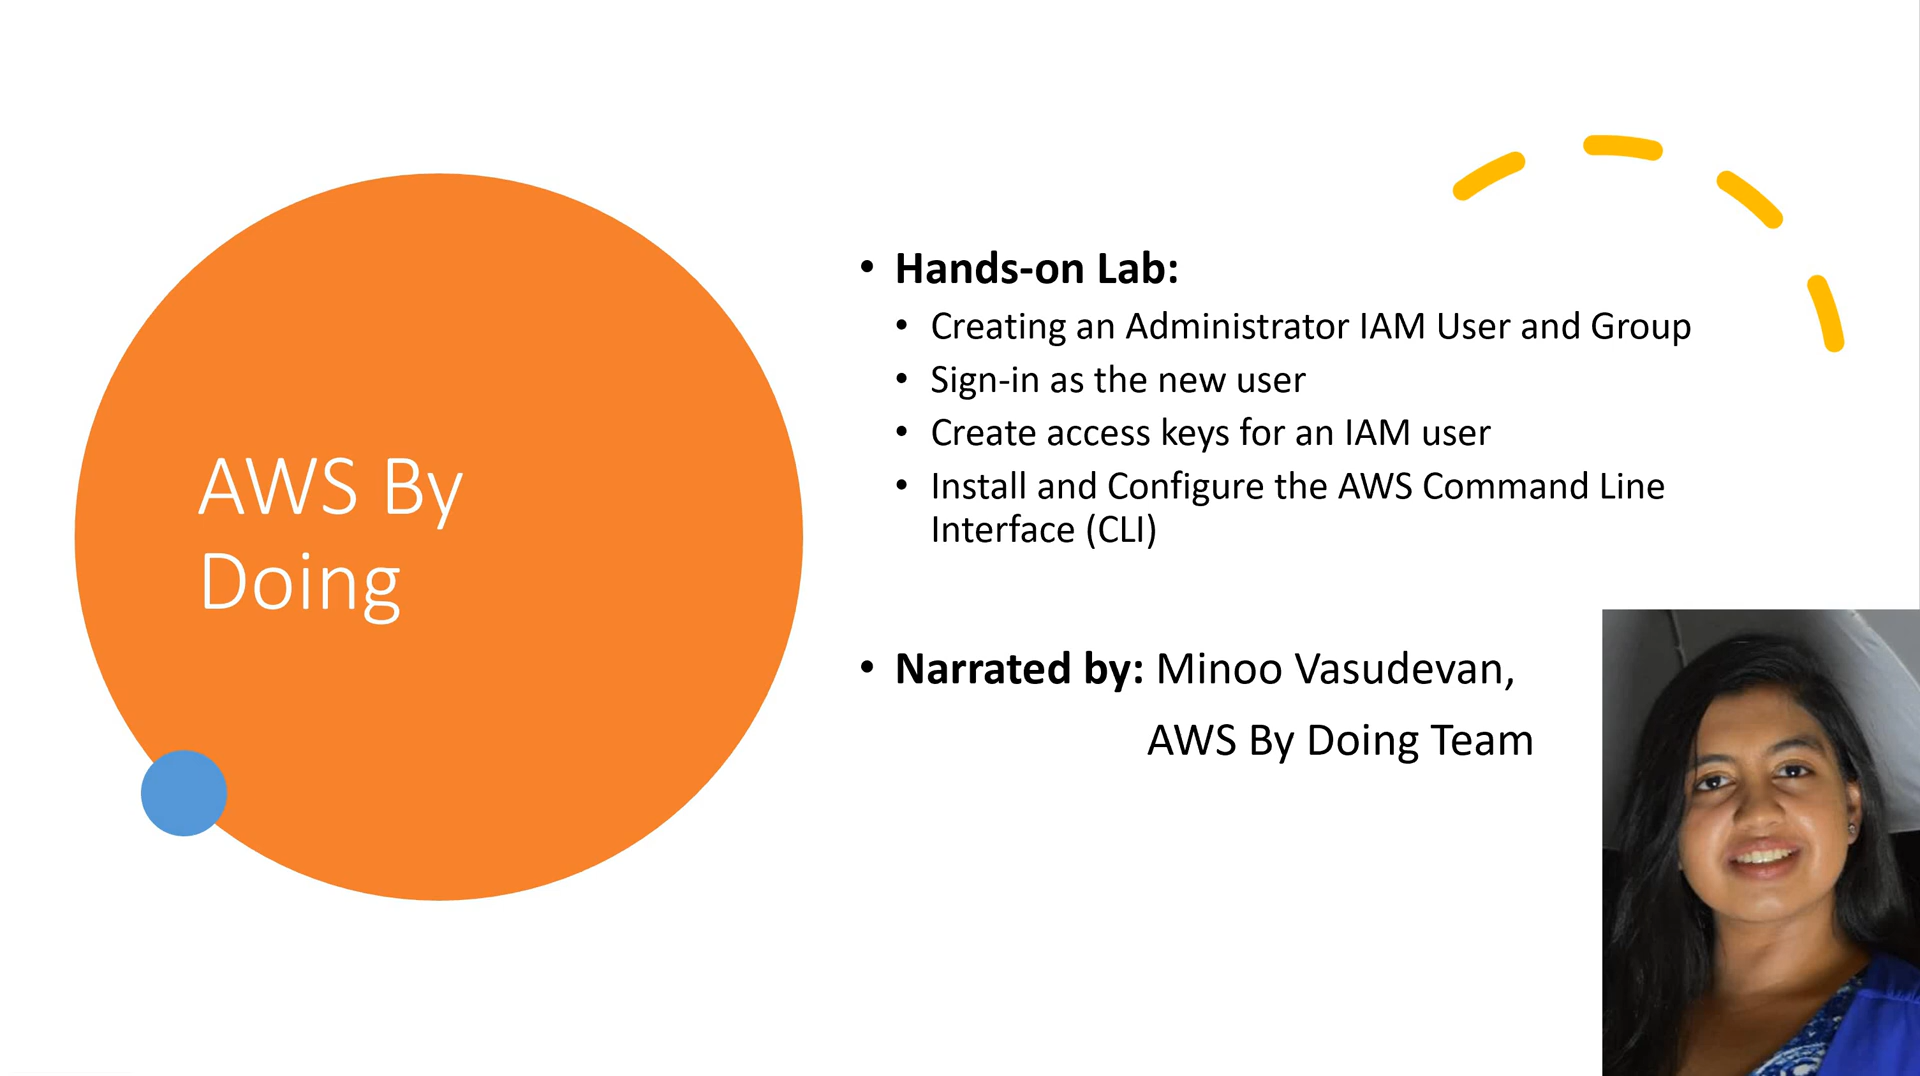 AWS By
Doing
• Hands-on Lab:
• Creating an Administrator IAM User and Group
• Sign-in as the new user
• Create access keys for an IAM user
• Install and Configure the AWS Command Line
Interface (CLI)
• Narrated by: Minoo Vasudevan,
AWS By Doing Team